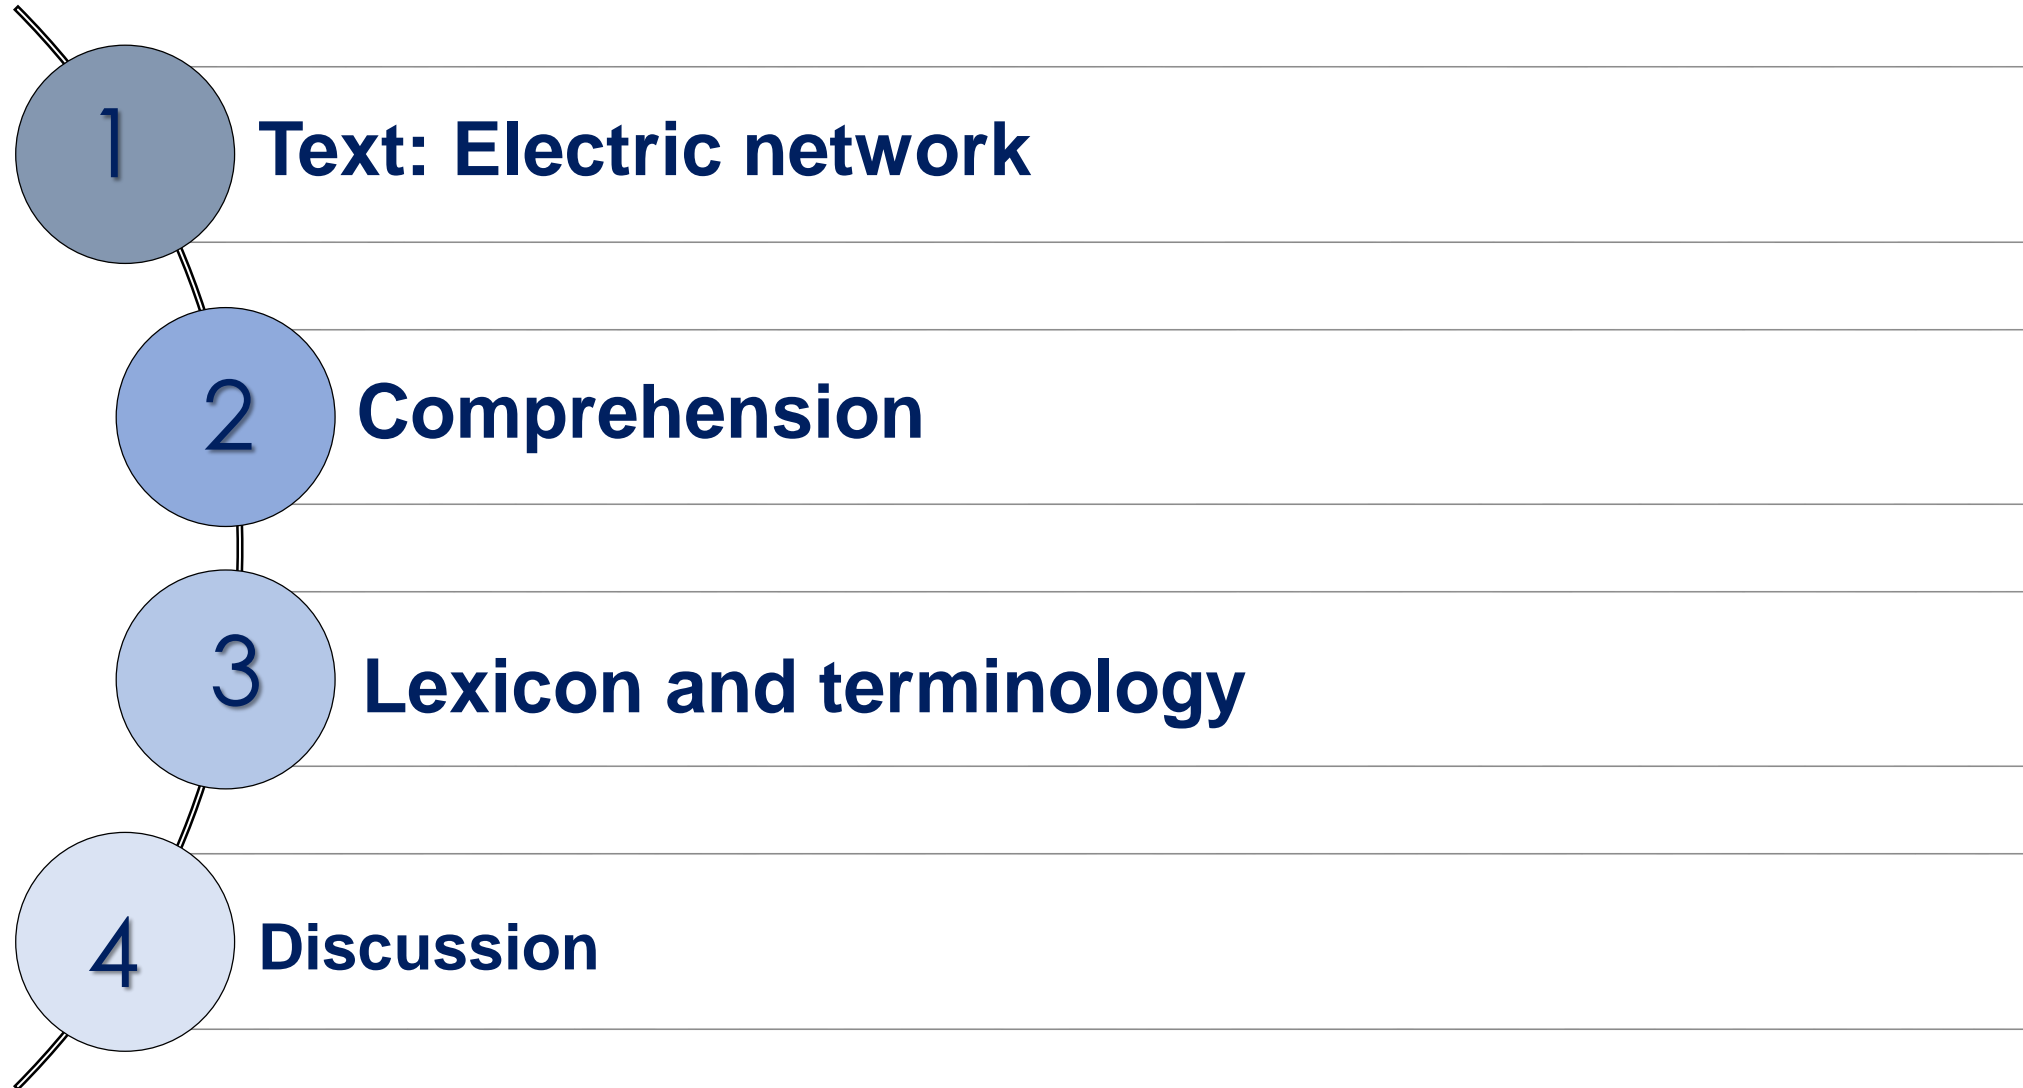 1
Text: Electric network
2
Comprehension
3
Lexicon and terminology
4
Discussion